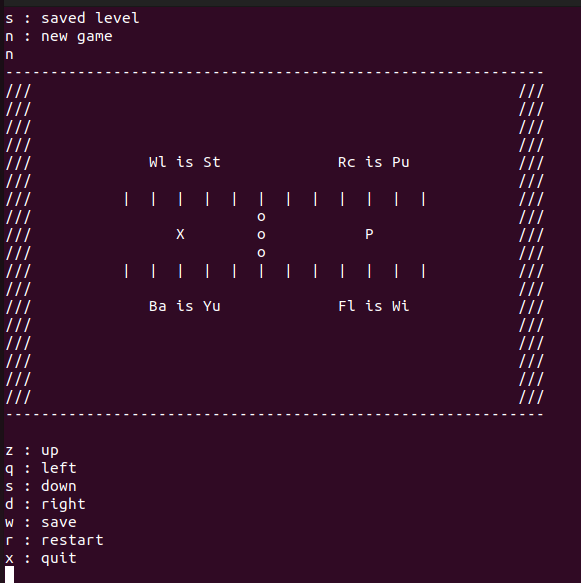 s : saved level
n : new game
n
------------------------------------------------------------
///                                                      ///
///                                                      ///
///                                                      ///
///                                                      ///
///             Wl is St             Rc is Pu            ///
///                                                      ///
///          |  |  |  |  |  |  |  |  |  |  |  |          ///
///                         o                            ///
///                X        o           P                ///
///                         o                            ///
///          |  |  |  |  |  |  |  |  |  |  |  |          ///
///                                                      ///
///             Ba is Yu             Fl is Wi            ///
///                                                      ///
///                                                      ///
///                                                      ///
///                                                      ///
///                                                      ///
------------------------------------------------------------
z : up
q : left
s : down
d : right
w : save
r : restart
x : quit